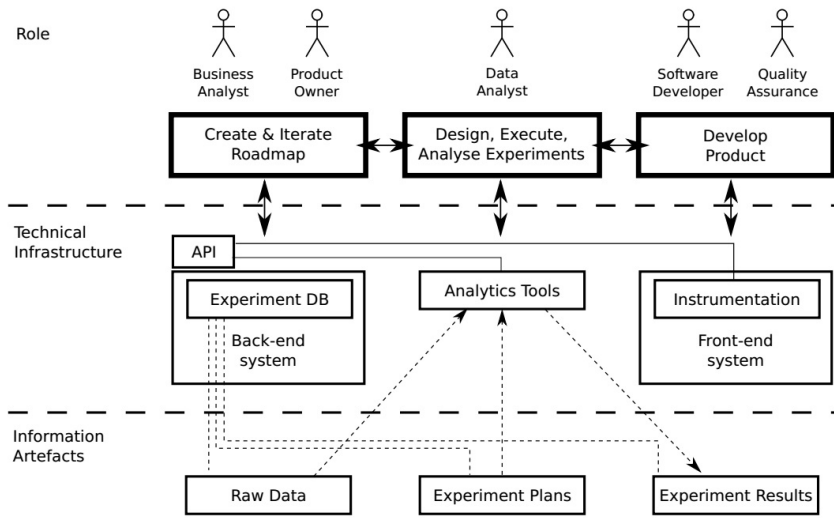 Role
Business
Analyst
Product
Owner
Data
Analyst
Software
Developer
Quality
Assurance
Create & Iterate
Roadmap
Design, Execute,
Analyse Experiments
Develop
Product
Technical
Infrastructure
API
Experiment DB
Back-end
system
Analytics Tools
Instrumentation
Front-end
system
Information
Artefacts
Raw Data
Experiment Plans
Experiment Results